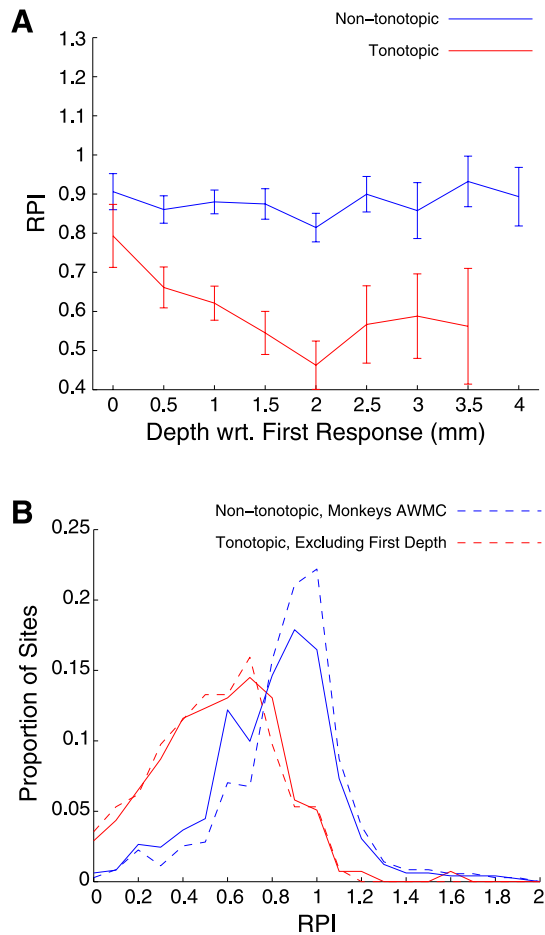 A
Non−tonotopic
Tonotopic
1.3
1.2
1.1
1
0.9
0.8
0.7
0.6
0.5
0.4
RPI
0 0.5 1 1.5 2 2.5 3 3.5 4
Depth wrt. First Response (mm)
B
Non−tonotopic, Monkeys AWMC
Tonotopic, Excluding First Depth
0.25
0.2
0.15
0.1
0.05
0
Proportion of Sites
0 0.2 0.4 0.6 0.8 1 1.2 1.4 1.6 1.8 2
RPI